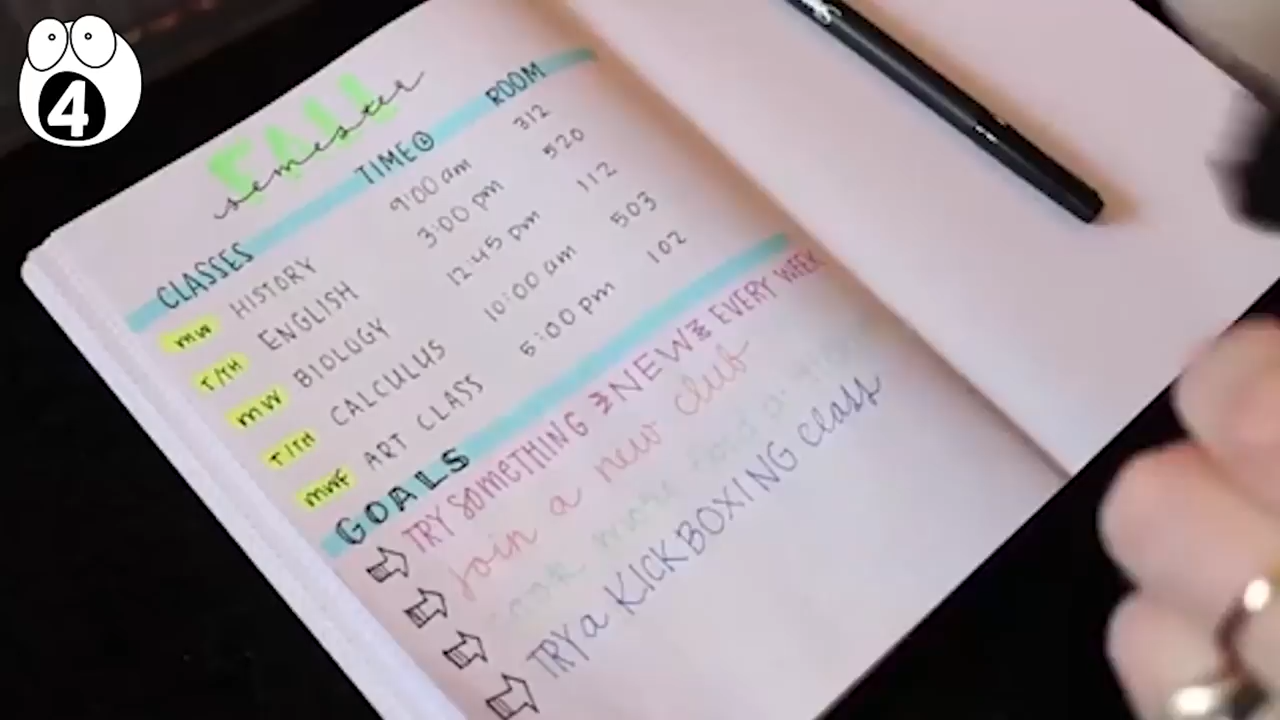 4
FALL
semester
CLASSES TIME ROOM
MW HISTORY 9:00 am 312
T/TH ENGLISH 3:00 pm 520
MW BIOLOGY 12:45 pm 112
T/TH CALCULUS 10:00 am 503
MWF ART CLASS 5:00 pm 102
GOALS
TRY SOMETHING NEW EVERY WEEK
join a new club
more
TRY a KICKBOXING class